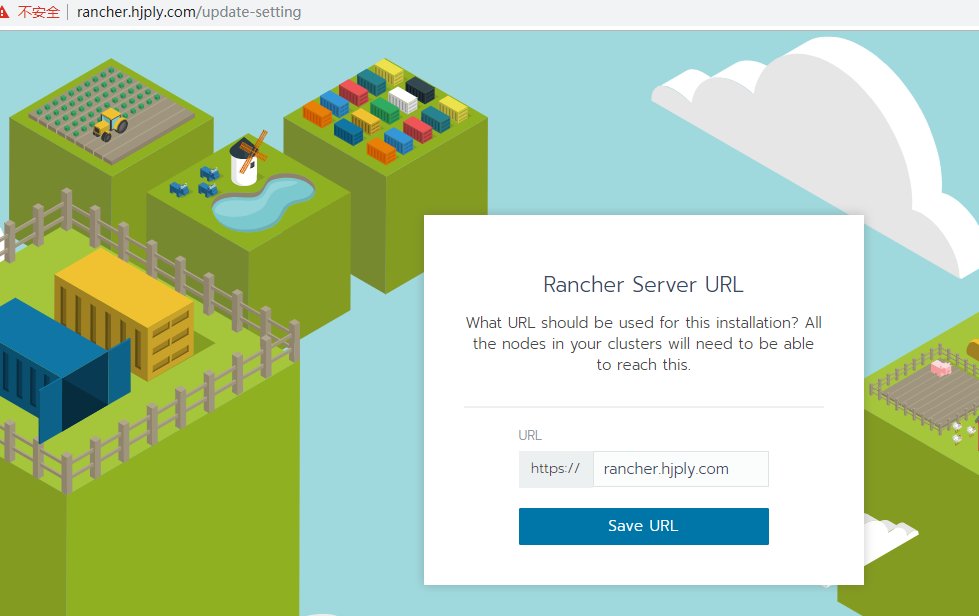 不安全 rancher.hjply.com/update-setting
Rancher Server URL
What URL should be used for this installation? All
the nodes in your clusters will need to be able
to reach this.
URL
https:// rancher.hjply.com
Save URL